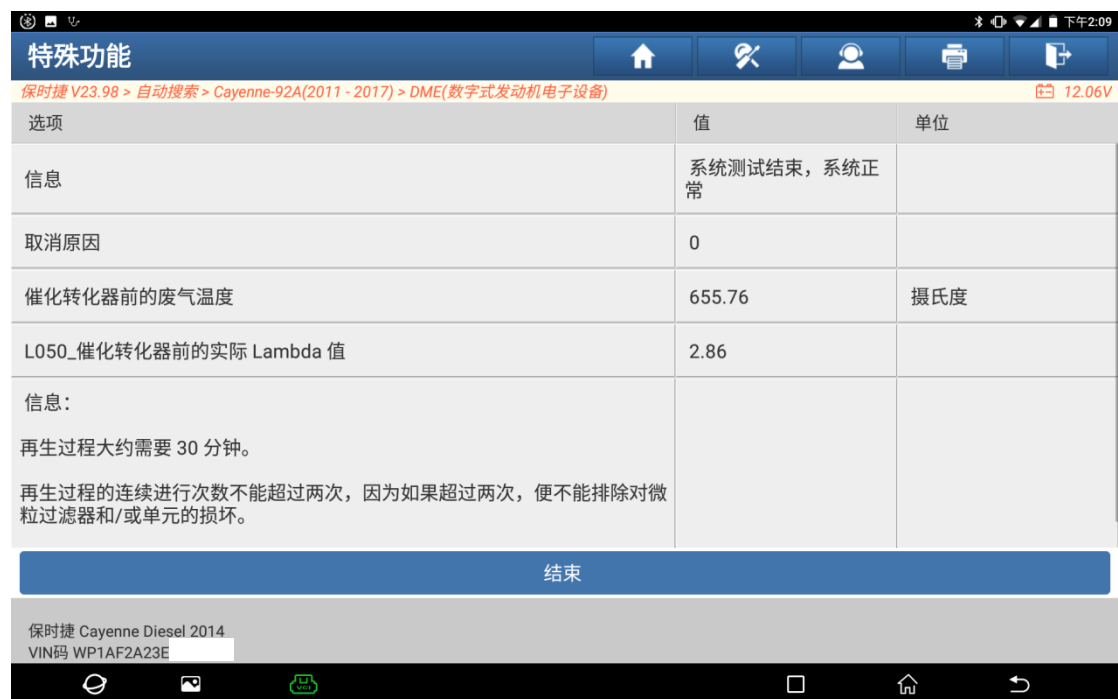 下午2:09
特殊功能
保时捷 V23.98 > 自动搜索 > Cayenne-92A(2011 - 2017) > DME(数字式发动机电子设备)
12.06V
选项 值 单位
信息 系统测试结束，系统正
常
取消原因 0
催化转化器前的废气温度 655.76 摄氏度
L050_催化转化器前的实际 Lambda 值 2.86
信息：
再生过程大约需要 30 分钟。
再生过程的连续进行次数不能超过两次，因为如果超过两次，便不能排除对微
粒过滤器和/或单元的损坏。
结束
保时捷 Cayenne Diesel 2014
VIN码 WP1AF2A23E
VCI